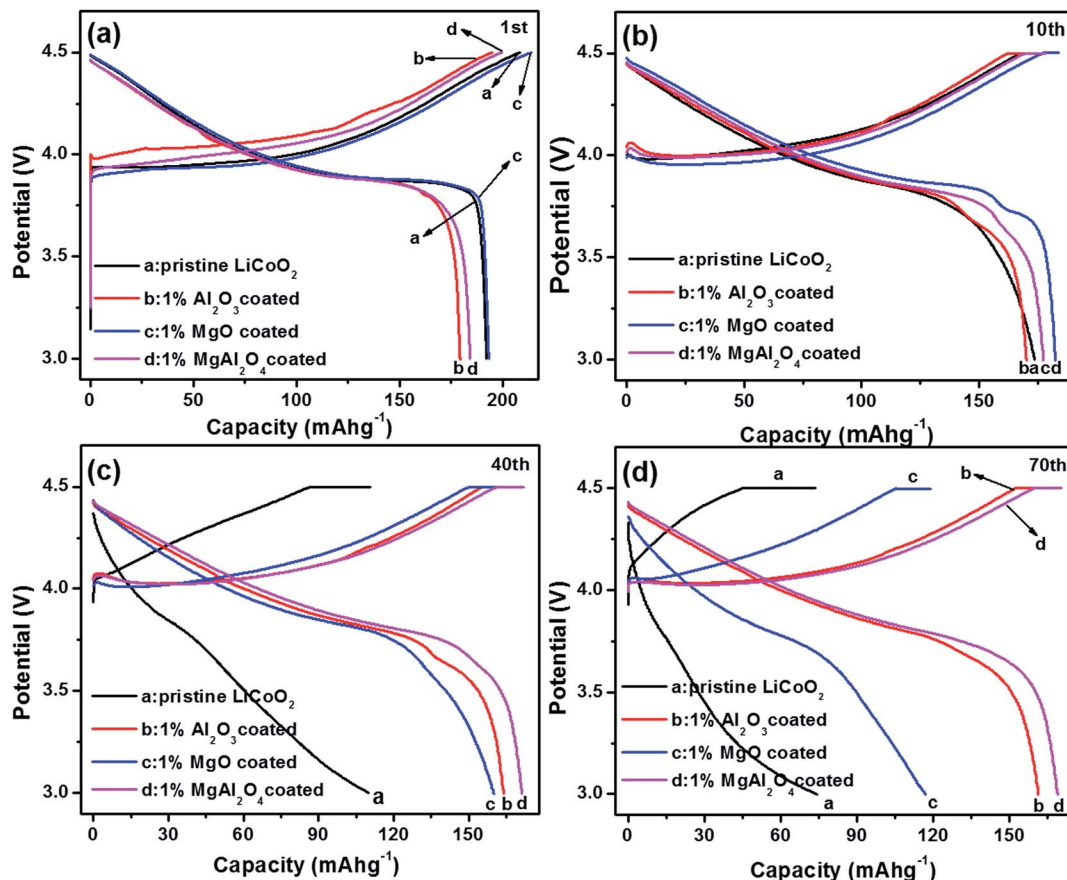 (a)
1st
d
b
a
c
4.5
4.0
3.5
3.0
Potential (V)
c
a
a:pristine LiCoO₂
b:1% Al₂O₃coated
c:1% MgO coated
d:1% MgAl₂O₄coated
b d
0 50 100 150 200
Capacity (mAhg⁻¹)
(b)
10th
4.5
4.0
3.5
3.0
Potential (V)
a:pristine LiCoO₂
b:1% Al₂O₃coated
c:1% MgO coated
d:1% MgAl₂O₄coated
ba cd
0 50 100 150
Capacity (mAhg⁻¹)
(c)
40th
4.5
4.0
3.5
3.0
Potential (V)
a:pristine LiCoO₂
b:1% Al₂O₃coated
c:1% MgO coated
d:1% MgAl₂O₄coated
a
c b d
0 30 60 90 120 150
Capacity (mAhg⁻¹)
(d)
70th
a
c
b
d
4.5
4.0
3.5
3.0
Potential (V)
a:pristine LiCoO₂
b:1% Al₂O₃coated
c:1% MgO coated
d:1% MgAl₂O₄coated
a
c
b d
0 30 60 90 120 150
Capacity (mAhg⁻¹)